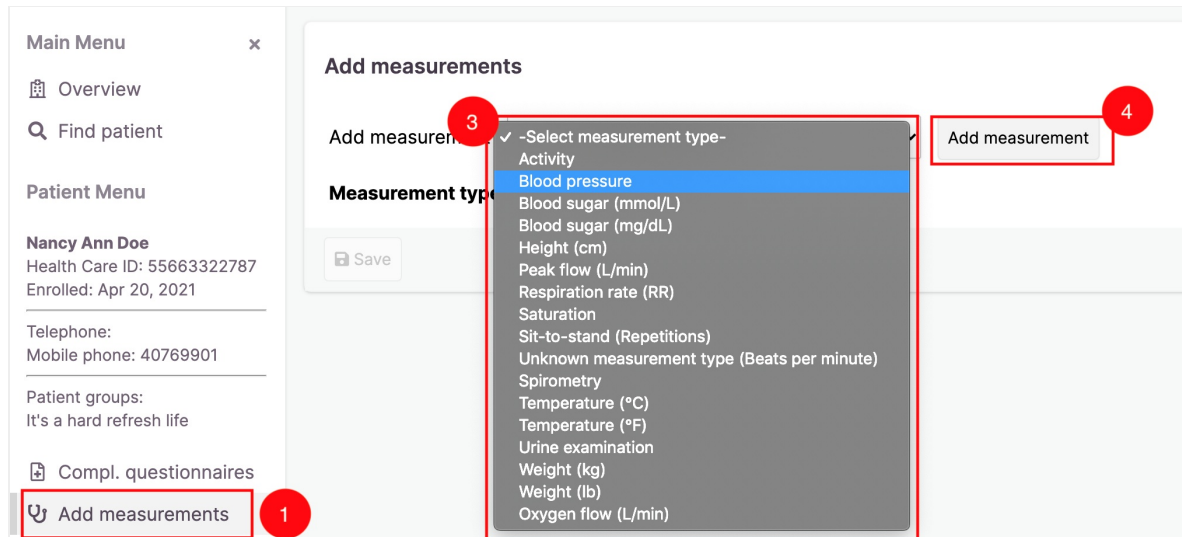 Main Menu ×
Overview
Find patient
Patient Menu
Nancy Ann Doe
Health Care ID: 55663322787
Enrolled: Apr 20, 2021
Telephone:
Mobile phone: 40769901
Patient groups:
It's a hard refresh life
Compl. questionnaires
Add measurements 1
Add measurements
3
4
Add measuremen
✓ -Select measurement type-
Add measurement
Activity
Blood pressure
Blood sugar (mmol/L)
Blood sugar (mg/dL)
Height (cm)
Peak flow (L/min)
Respiration rate (RR)
Saturation
Sit-to-stand (Repetitions)
Unknown measurement type (Beats per minute)
Spirometry
Temperature (°C)
Temperature (°F)
Urine examination
Weight (kg)
Weight (lb)
Oxygen flow (L/min)
Measurement type
Save